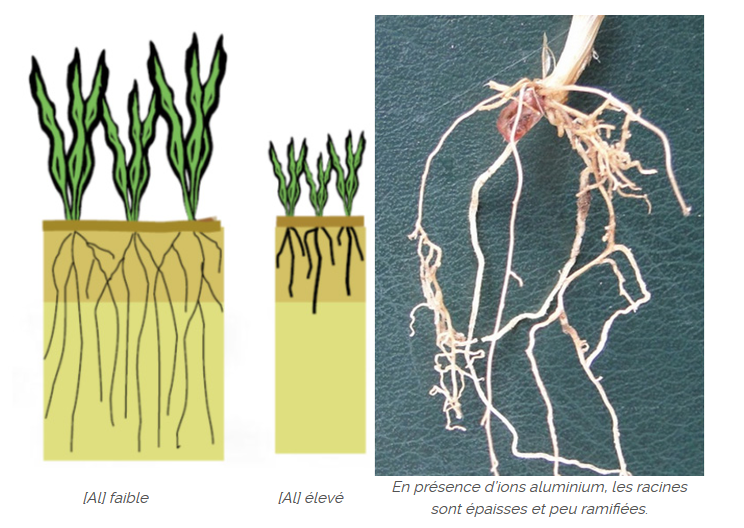 [Al] faible
[Al] élevé
En présence d'ions aluminium, les racines
sont épaisses et peu ramifiées.